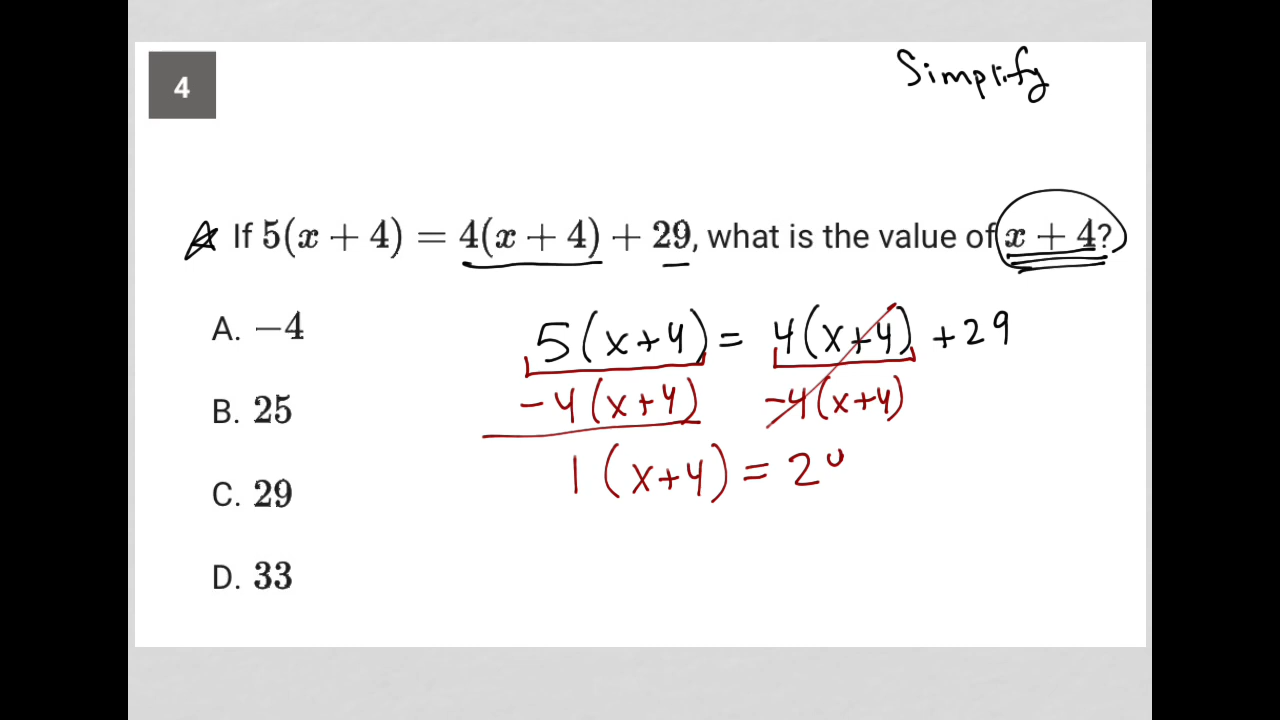 4
Simplify
If 5(x + 4) = 4(x + 4) + 29, what is the value of x + 4?
A. −4
B. 25
C. 29
D. 33
5(x+4) = 4(x+4) + 29
−4(x+4) −4(x+4)
1(x+4) = 2